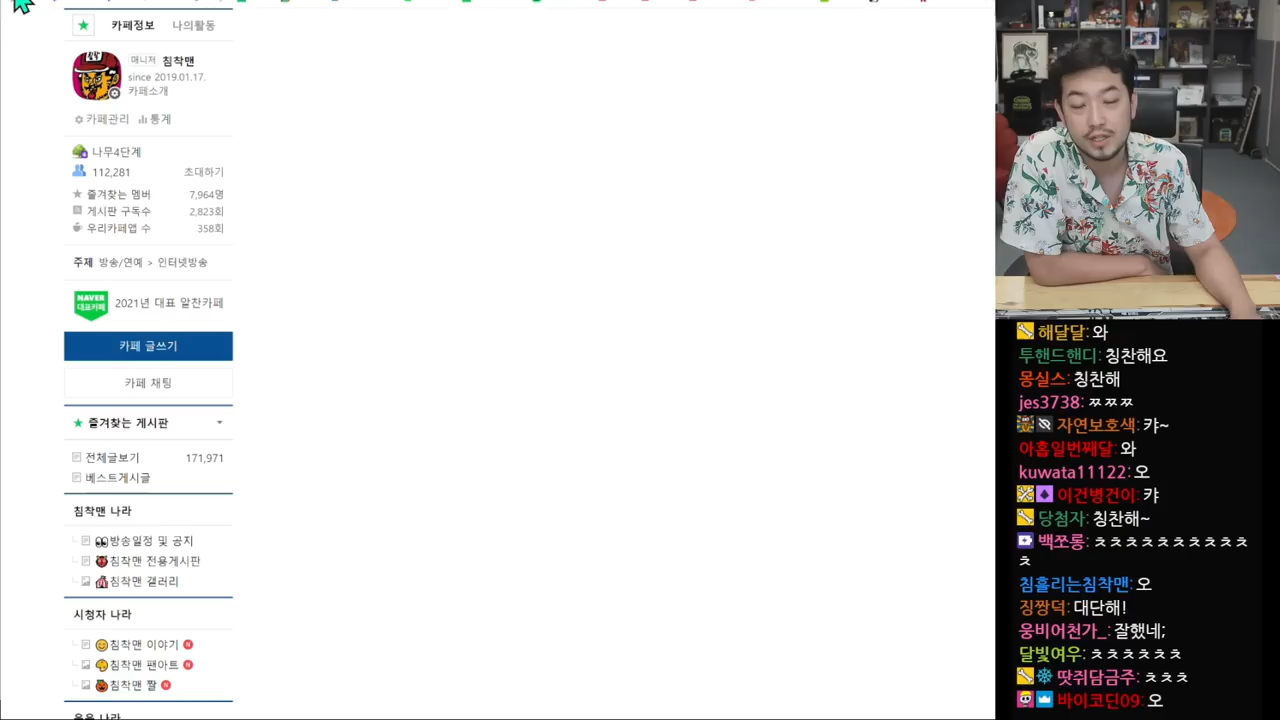 카페정보 나의활동
매니저 침착맨
since 2019.01.17.
카페소개
카페관리 통계
나무4단계
112,281 초대하기
즐겨찾는 멤버 7,964명
게시판 구독수 2,823회
우리카페앱 수 358회
주제 방송/연예 > 인터넷방송
NAVER
대표카페
2021년 대표 알찬카페
카페 글쓰기
카페 채팅
즐겨찾는 게시판
전체글보기 171,971
베스트게시글
침착맨 나라
방송일정 및 공지
침착맨 전용게시판
침착맨 갤러리
시청자 나라
침착맨 이야기 N
침착맨 팬아트 N
침착맨 짤 N
해달달: 와
투핸드핸디: 칭찬해요
몽실스: 칭찬해
jes3738: ㅉㅉㅉ
자연보호색: 캬~
아홉일번째달: 와
kuwata11122: 오
이건병건이: 캬
당첨자: 칭찬해~
백쪼롱: ㅊㅊㅊㅊㅊㅊㅊㅊㅊㅊ
ㅊ
침흘리는침착맨: 오
징짱덕: 대단해!
웅비어천가_: 잘했네;
달빛여우: ㅊㅊㅊㅊㅊㅊ
땃쥐담금주: ㅊㅊㅊ
바이코딘09: 오